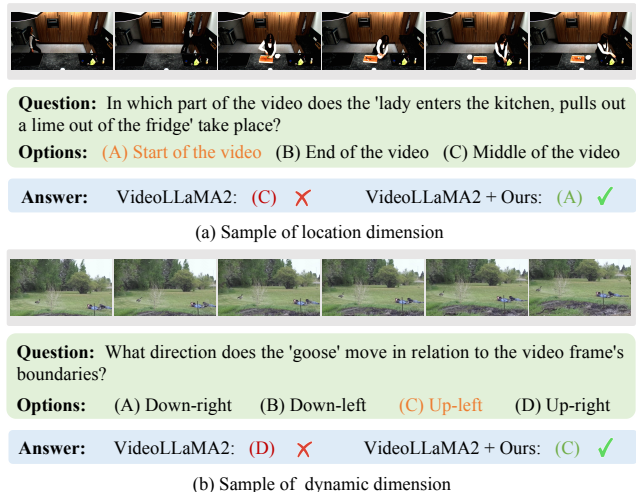 Question: In which part of the video does the 'lady enters the kitchen, pulls out
a lime out of the fridge' take place?
Options: (A) Start of the video (B) End of the video (C) Middle of the video
Answer: VideoLLaMA2: (C) ✗ VideoLLaMA2 + Ours: (A) ✓
(a) Sample of location dimension
Question: What direction does the 'goose' move in relation to the video frame's
boundaries?
Options: (A) Down-right (B) Down-left (C) Up-left (D) Up-right
Answer: VideoLLaMA2: (D) ✗ VideoLLaMA2 + Ours: (C) ✓
(b) Sample of dynamic dimension